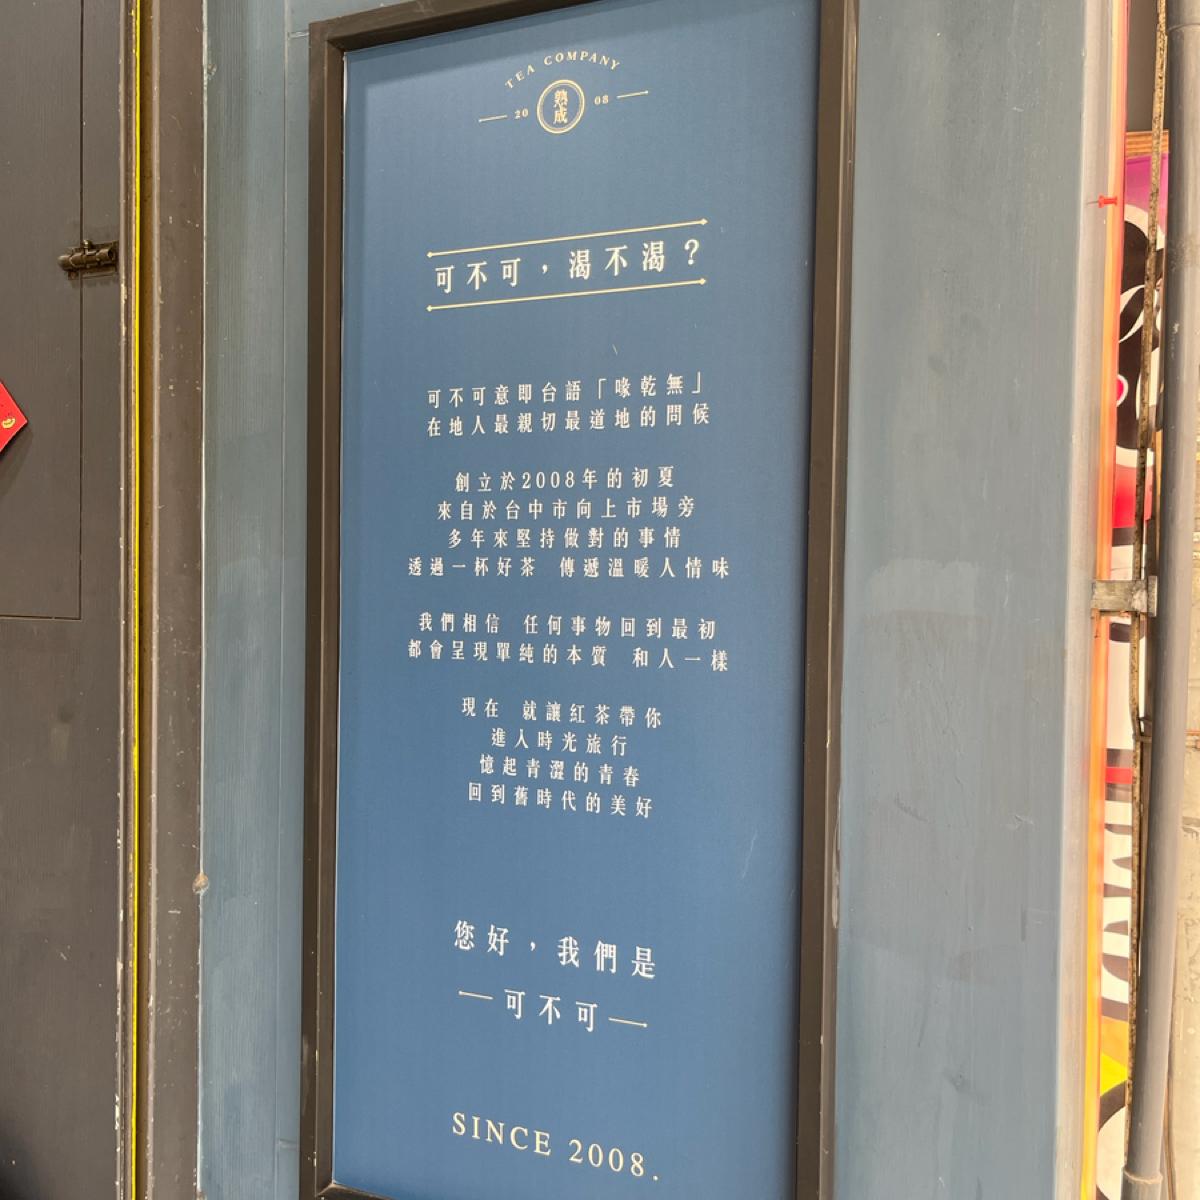 TEA COMPANY
20 熟成 08
可不可，渴不渴？
可不可意即台語「喙乾無」
在地人最親切最道地的問候
創立於2008年的初夏
來自於台中市向上市場旁
多年來堅持做對的事情
透過一杯好茶 傳遞溫暖人情味
我們相信 任何事物回到最初
都會呈現單純的本質 和人一樣
現在 就讓紅茶帶你
進入時光旅行
憶起青澀的青春
回到舊時代的美好
您好，我們是
可不可
SINCE 2008.